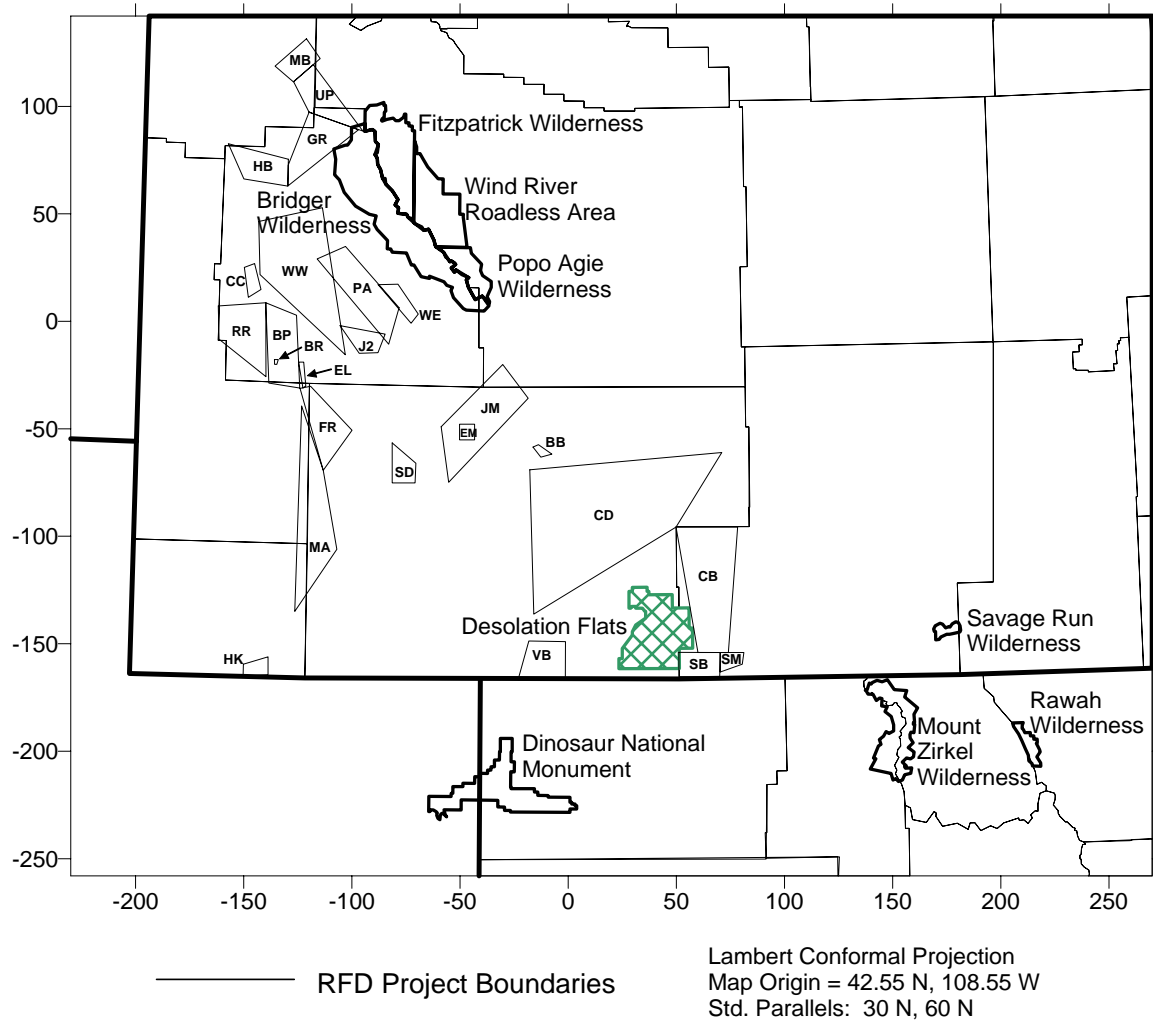 MB
UP
100
Fitzpatrick Wilderness
GR
HB
Wind River
Roadless Area
Bridger
Wilderness
50
Popo Agie
Wilderness
WW
CC
PA
WE
0
RR
BP
BR
J2
EL
-50
JM
FR
EM
BB
SD
CD
-100
MA
CB
Desolation Flats
Savage Run
Wilderness
-150
HK
VB
SB
SM
Rawah
Wilderness
Mount
Zirkel
Wilderness
-200
Dinosaur National
Monument
-250
-200 -150 -100 -50 0 50 100 150 200 250
RFD Project Boundaries
Lambert Conformal Projection
Map Origin = 42.55 N, 108.55 W
Std. Parallels: 30 N, 60 N